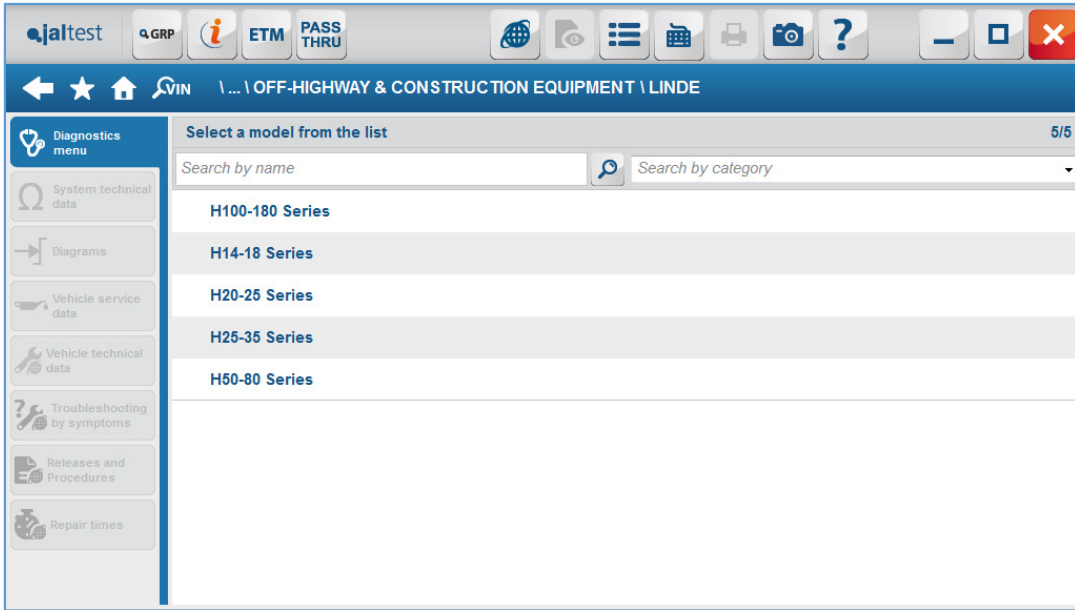 jaltest
GRP
i
ETM
PASS
THRU
?
VIN
\ ... \ OFF-HIGHWAY & CONSTRUCTION EQUIPMENT \ LINDE
Diagnostics
menu
System technical
data
Diagrams
Vehicle service
data
Vehicle technical
data
Troubleshooting
by symptoms
Releases and
Procedures
Repair times
Select a model from the list 5/5
Search by name
Search by category
H100-180 Series
H14-18 Series
H20-25 Series
H25-35 Series
H50-80 Series